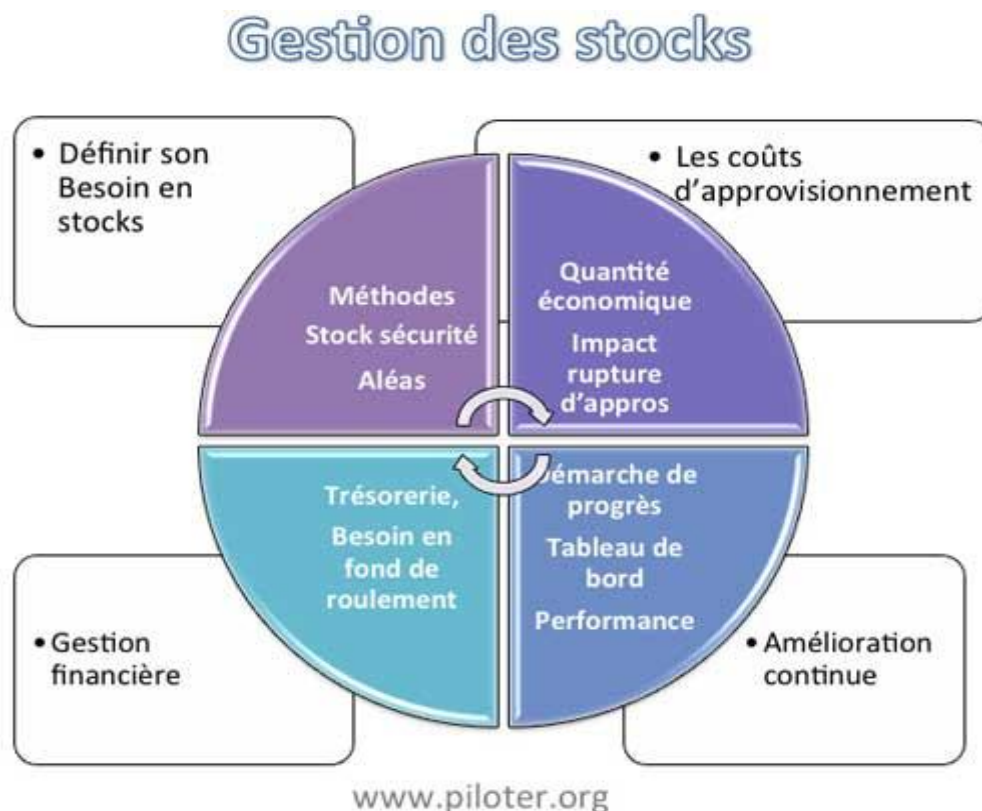 Gestion des stocks
• Définir son
Besoin en
stocks
• Les coûts
d'approvisionnement
Méthodes
Stock sécurité
Aléas
Quantité
économique
Impact
rupture
d'appros
Trésorerie,
Besoin en
fond de
roulement
Démarche de
progrès
Tableau de
bord
Performance
• Gestion
financière
• Amélioration
continue
www.piloter.org